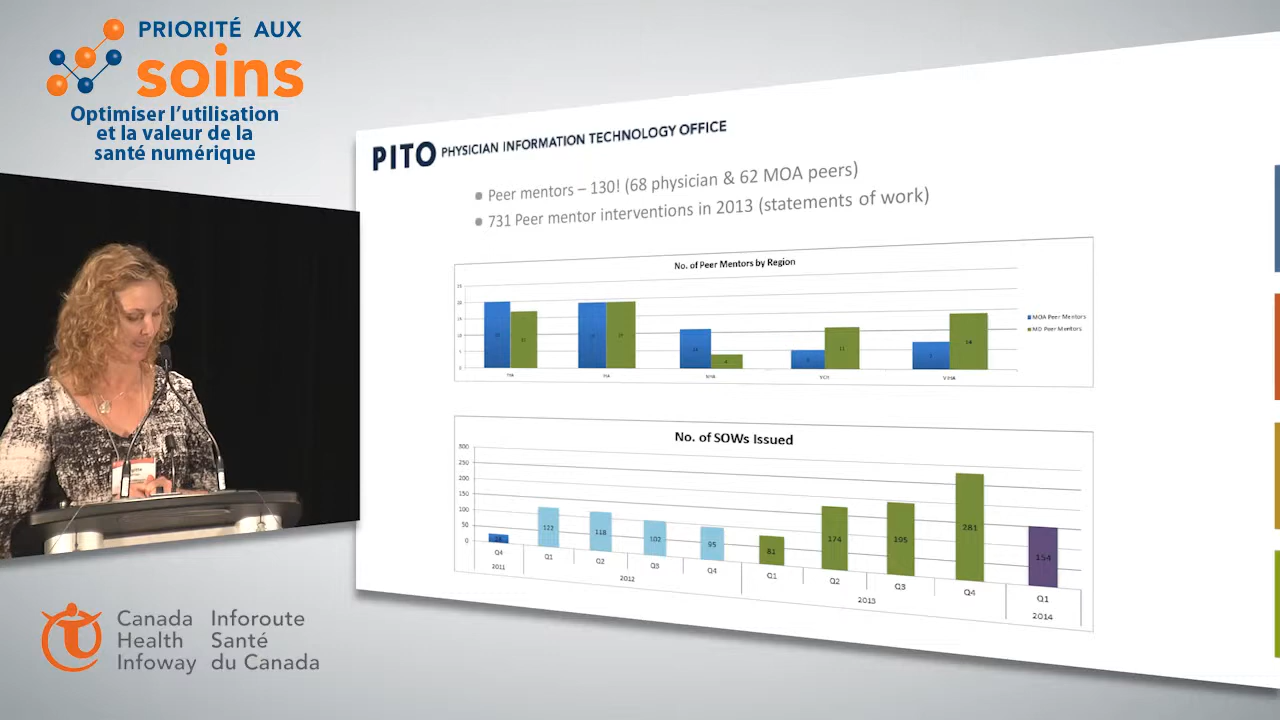 PRIORITÉ AUX
soins
Optimiser l'utilisation
et la valeur de la
santé numérique
PITO PHYSICIAN INFORMATION TECHNOLOGY OFFICE
Peer mentors – 130! (68 physician & 62 MOA peers)
731 Peer mentor interventions in 2013 (statements of work)
No. of Peer Mentors by Region
MOA Peer Mentors
MD Peer Mentors
No. of SOWs Issued
300
250
200
150
100
50
0
122
118
102
95
81
174
195
281
154
Q4 Q1 Q2 Q3 Q4 Q1 Q2 Q3 Q4 Q1
2011 2012 2013 2014
Canada Inforoute
Health Santé
Infoway du Canada